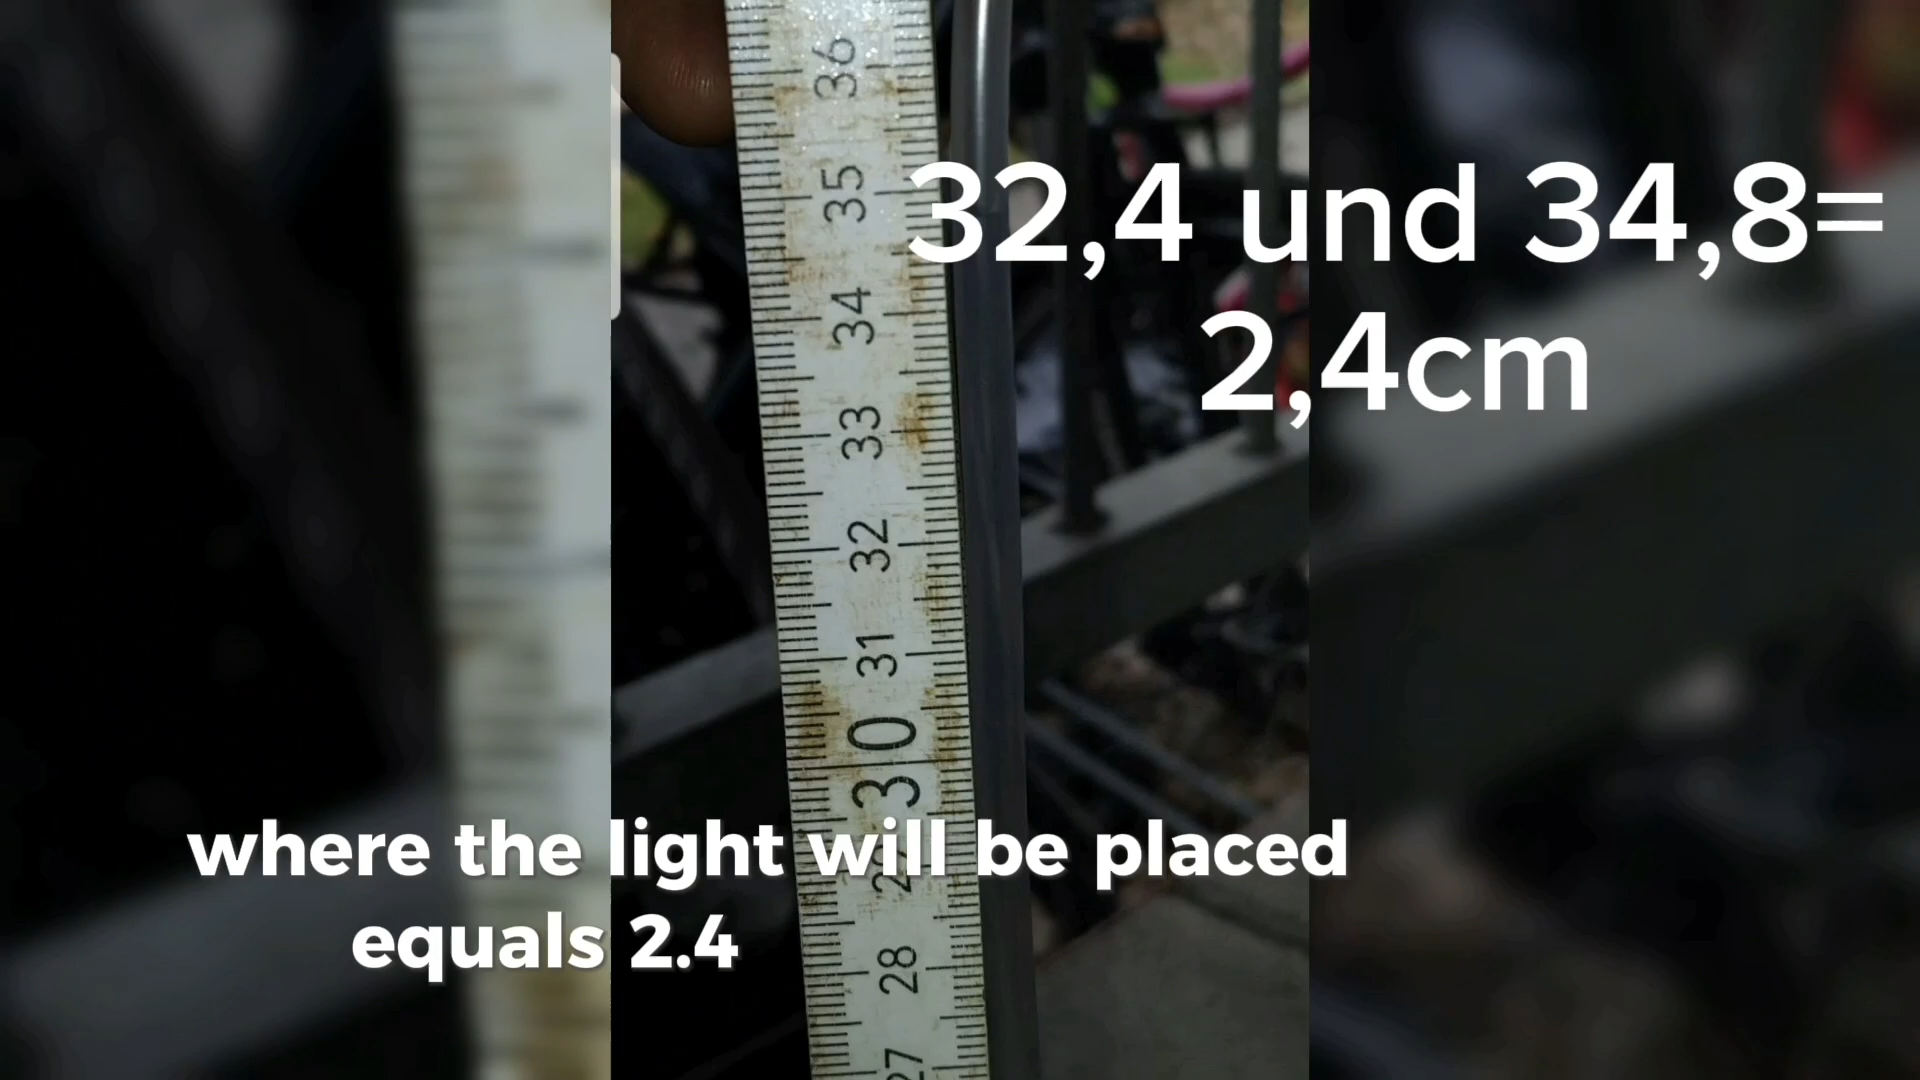 36
35
34
33
32
31
30
28
27
32,4 und 34,8=
2,4cm
where the light will be placed
equals 2.4